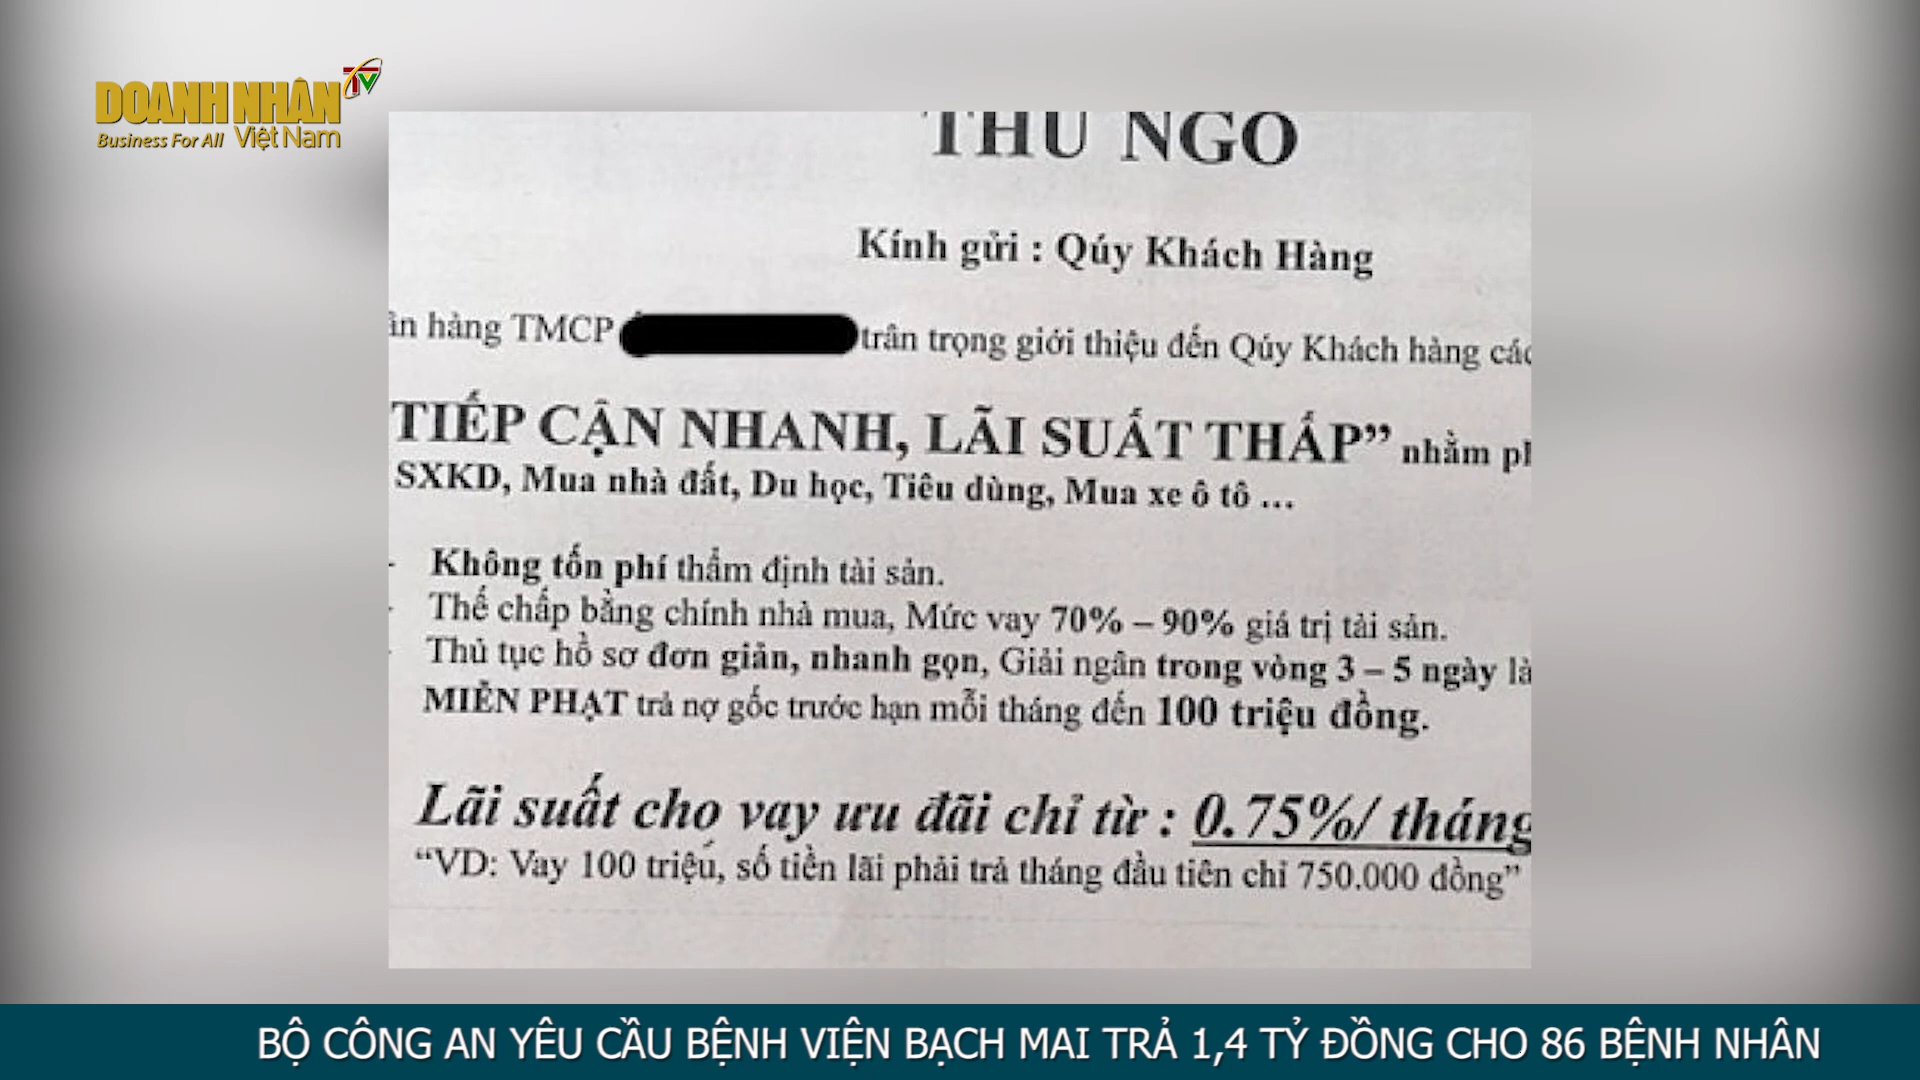 DOANH NHÂN TV
Business For All Việt Nam
THƯ NGỎ
Kính gửi : Qúy Khách Hàng
ân hàng TMCP trân trọng giới thiệu đến Qúy Khách hàng các
TIẾP CẬN NHANH, LÃI SUẤT THẤP” nhằm ph
SXKD, Mua nhà đất, Du học, Tiêu dùng, Mua xe ô tô ...
- Không tốn phí thẩm định tài sản.
- Thế chấp bằng chính nhà mua, Mức vay 70% – 90% giá trị tài sản.
- Thủ tục hồ sơ đơn giản, nhanh gọn, Giải ngân trong vòng 3 – 5 ngày là
MIỄN PHẠT trả nợ gốc trước hạn mỗi tháng đến 100 triệu đồng.
Lãi suất cho vay ưu đãi chỉ từ : 0.75%/ tháng
“VD: Vay 100 triệu, số tiền lãi phải trả tháng đầu tiên chỉ 750.000 đồng”
BỘ CÔNG AN YÊU CẦU BỆNH VIỆN BẠCH MAI TRẢ 1,4 TỶ ĐỒNG CHO 86 BỆNH NHÂN